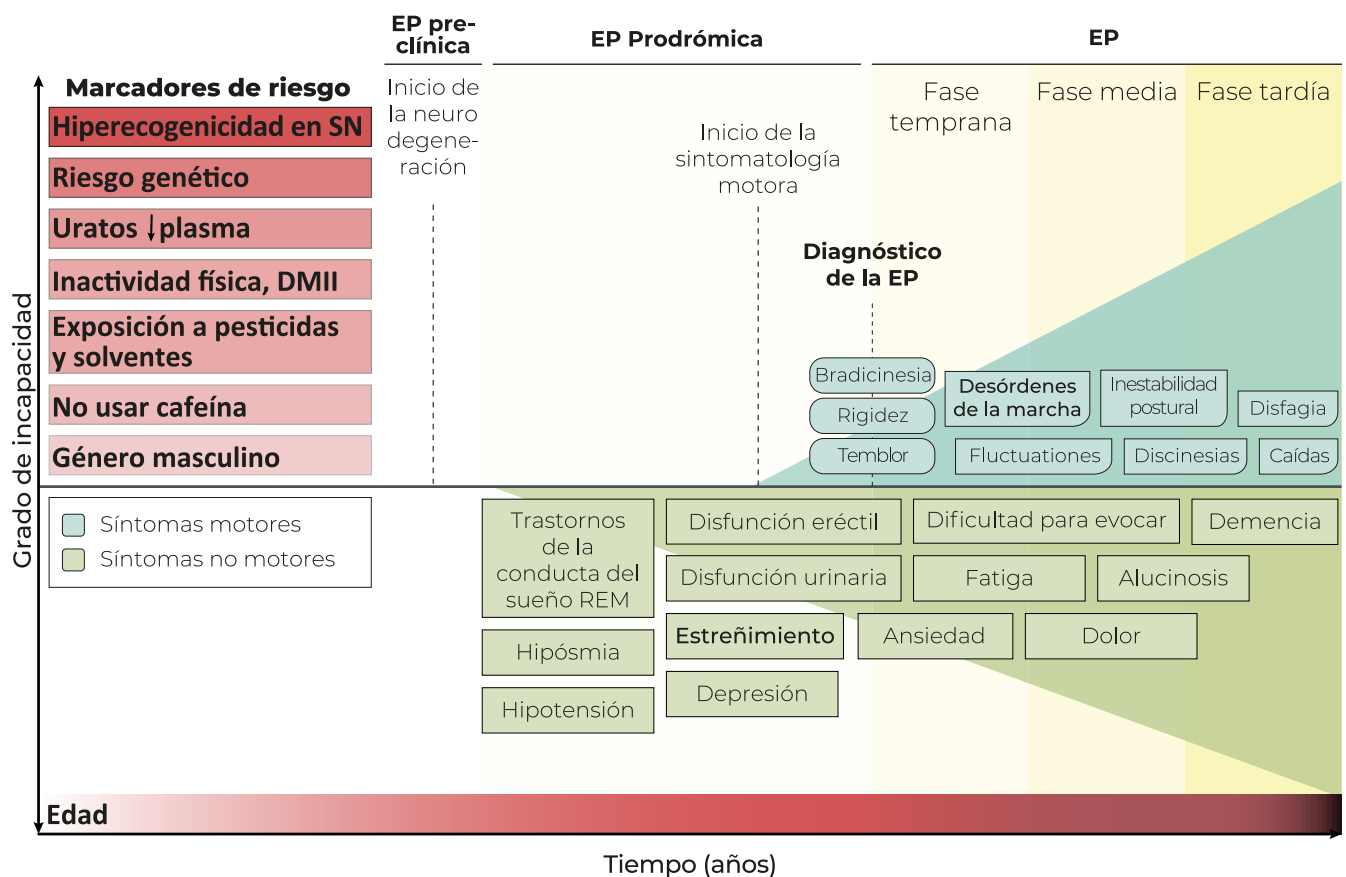 EP pre-
clínica
EP Prodrómica
EP
Marcadores de riesgo
Hiperecogenicidad en SN
Riesgo genético
Uratos ↓ plasma
Inactividad física, DMII
Exposición a pesticidas
y solventes
No usar cafeína
Género masculino
Inicio de
la neuro
degene-
ración
Inicio de la
sintomatología
motora
Fase
temprana
Fase media
Fase tardía
Diagnóstico
de la EP
Bradicinesia
Rigidez
Temblor
Desórdenes
de la marcha
Inestabilidad
postural
Disfagia
Fluctuationes
Discinesias
Caídas
Síntomas motores
Síntomas no motores
Trastornos
de la
conducta del
sueño REM
Hipósmia
Hipotensión
Disfunción eréctil
Disfunción urinaria
Estreñimiento
Depresión
Dificultad para evocar
Demencia
Fatiga
Alucinosis
Ansiedad
Dolor
Grado de incapacidad
Edad
Tiempo (años)